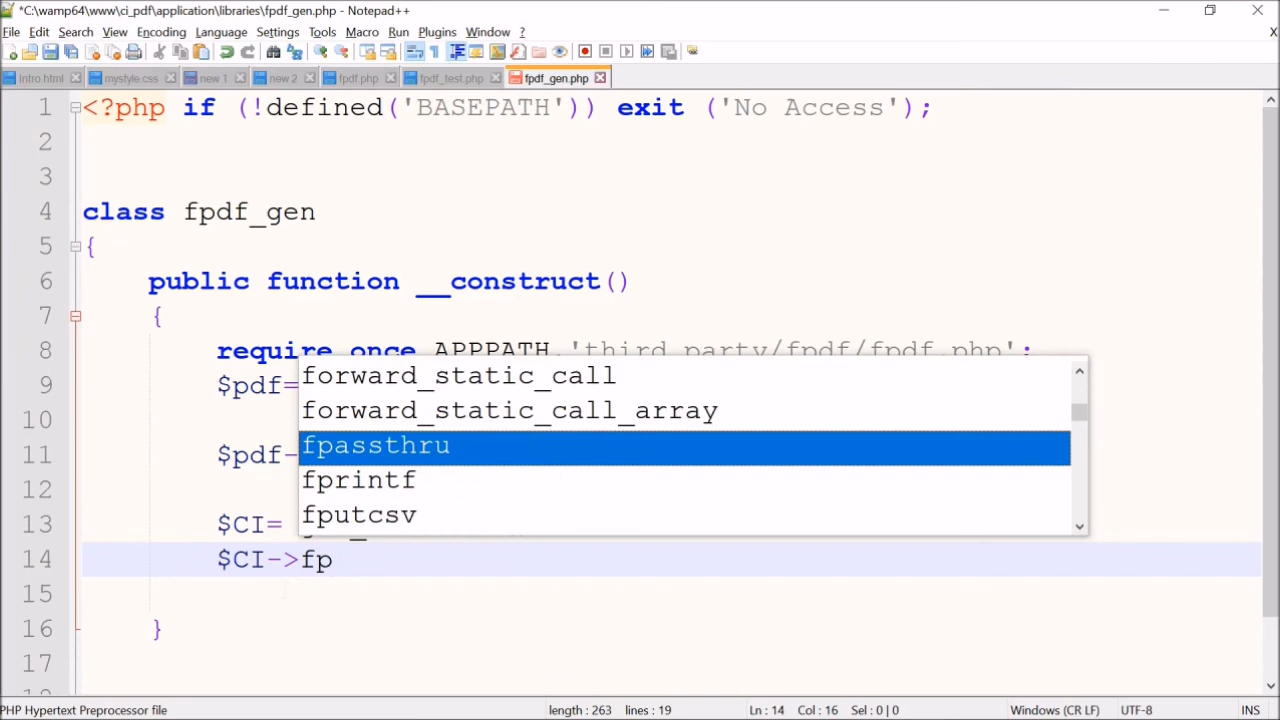 *C:\wamp64\www\ci_pdf\application\libraries\fpdf_gen.php - Notepad++
File Edit Search View Encoding Language Settings Tools Macro Run Plugins Window ? X
Intro html mystyle.css new 1 new 2 fpdf.php fpdf_test.php fpdf_gen.php
1 <?php if (!defined('BASEPATH')) exit ('No Access');
2
3
4 class fpdf_gen
5 {
6 public function __construct()
7 {
8 require_once APPPATH.'third_party/fpdf/fpdf.php';
9 $pdf=
10
11 $pdf-
12
13 $CI=
14 $CI->fp
15
16 }
17
forward_static_call
forward_static_call_array
fpassthru
fprintf
fputcsv
PHP Hypertext Preprocessor file length : 263 lines : 19 Ln : 14 Col : 16 Sel : 0 | 0 Windows (CR LF) UTF-8 INS